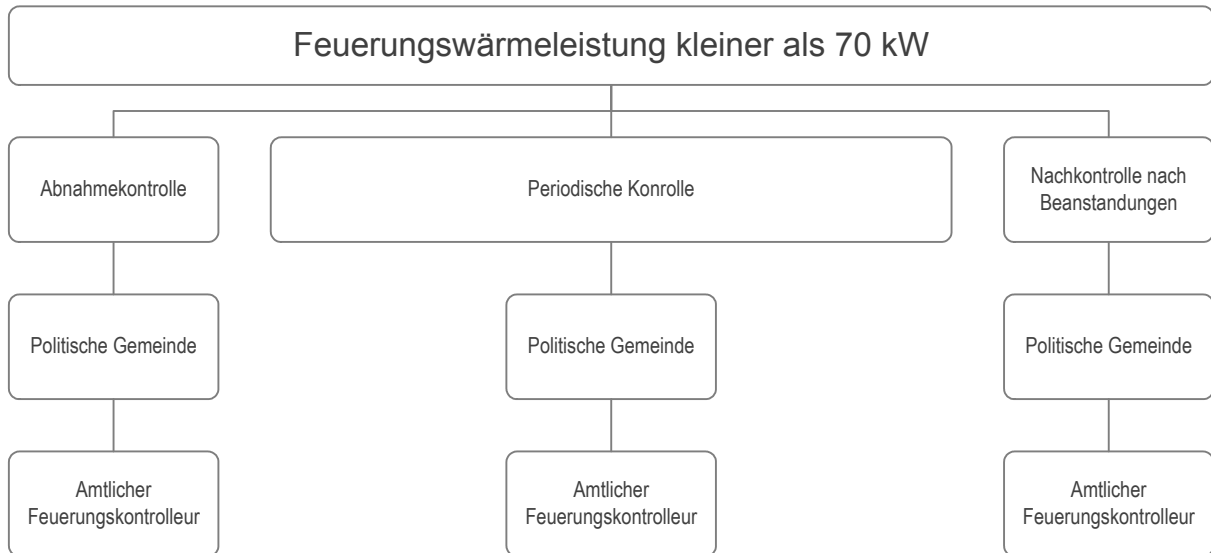 Feuerungswärmeleistung kleiner als 70 kW
Abnahmekontrolle
Periodische Konrolle
Nachkontrolle nach
Beanstandungen
Politische Gemeinde
Politische Gemeinde
Politische Gemeinde
Amtlicher
Feuerungskontrolleur
Amtlicher
Feuerungskontrolleur
Amtlicher
Feuerungskontrolleur